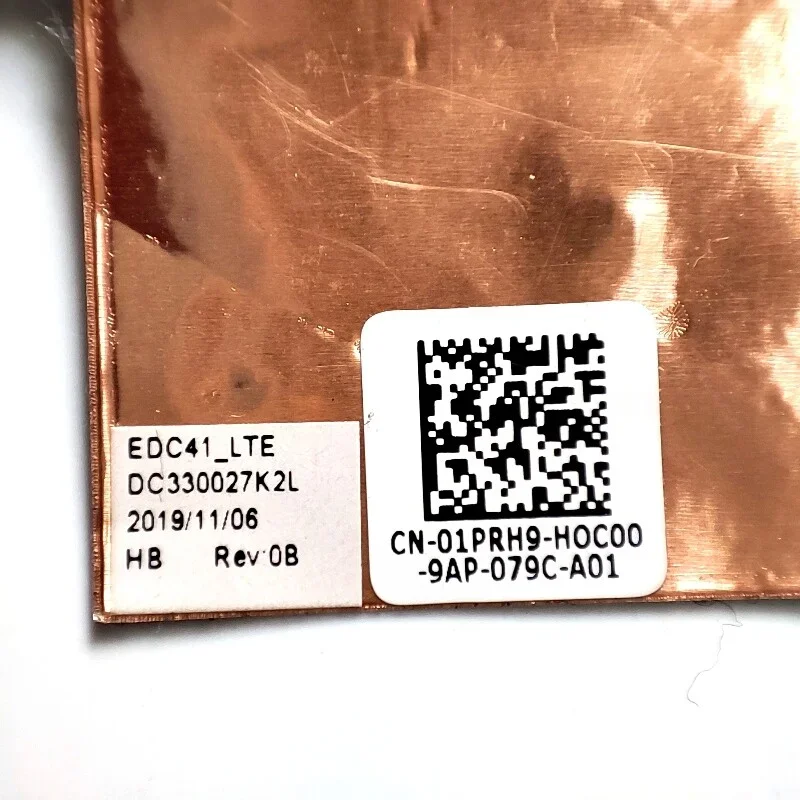 EDC41_LTE
DC330027K2L
2019/11/06
HB Rev:0B
CN-01PRH9-HOC00
-9AP-079C-A01